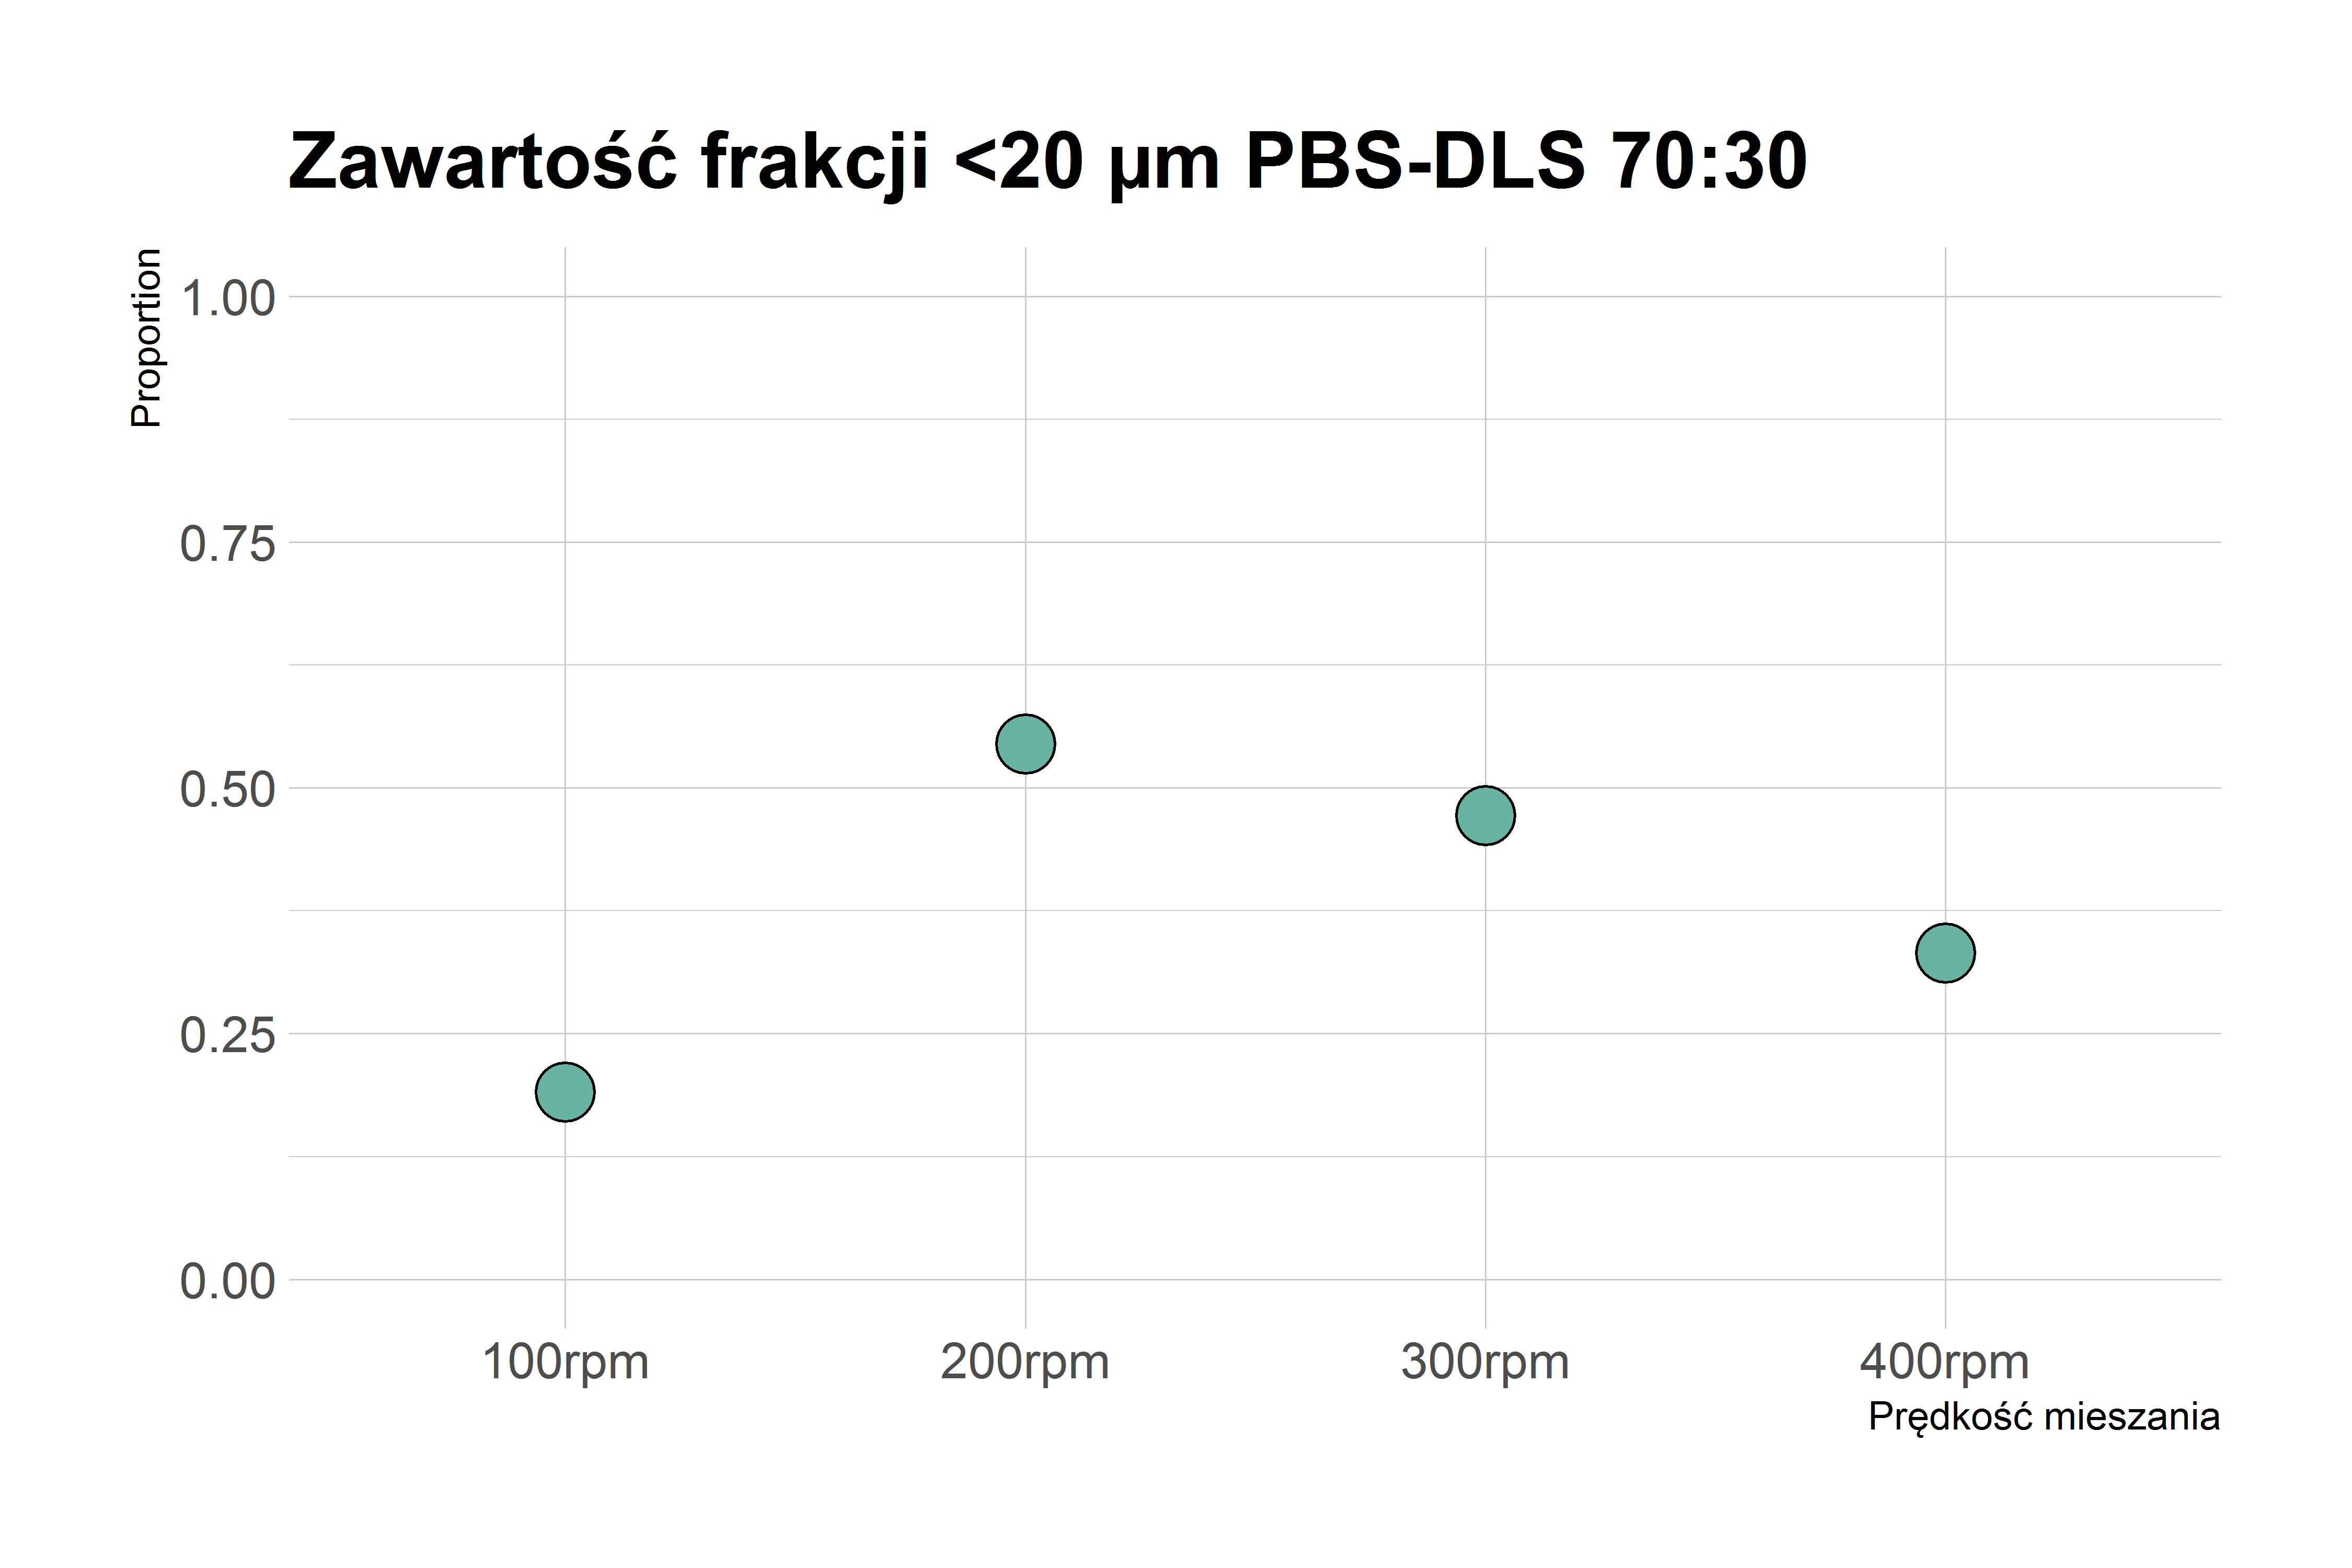 Zawartość frakcji <20 µm PBS-DLS 70:30
Proportion
1.00
0.75
0.50
0.25
0.00
100rpm 200rpm 300rpm 400rpm
Prędkość mieszania